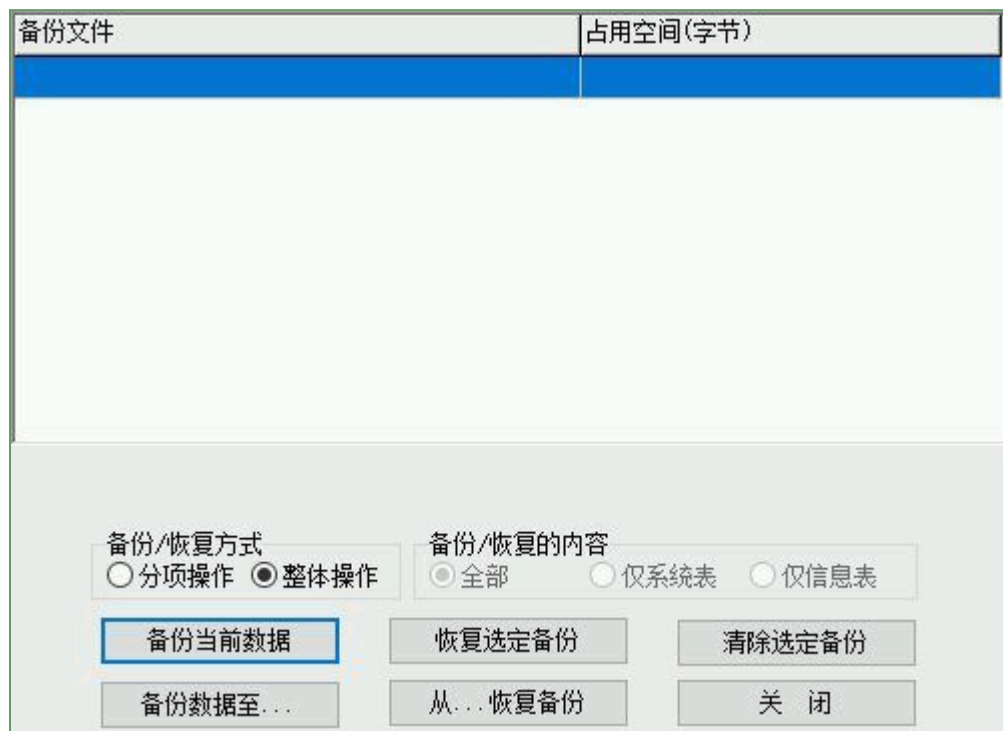 备份文件 占用空间(字节)
备份/恢复方式 备份/恢复的内容
分项操作 整体操作 全部 仅系统表 仅信息表
备份当前数据 恢复选定备份 清除选定备份
备份数据至... 从...恢复备份 关 闭